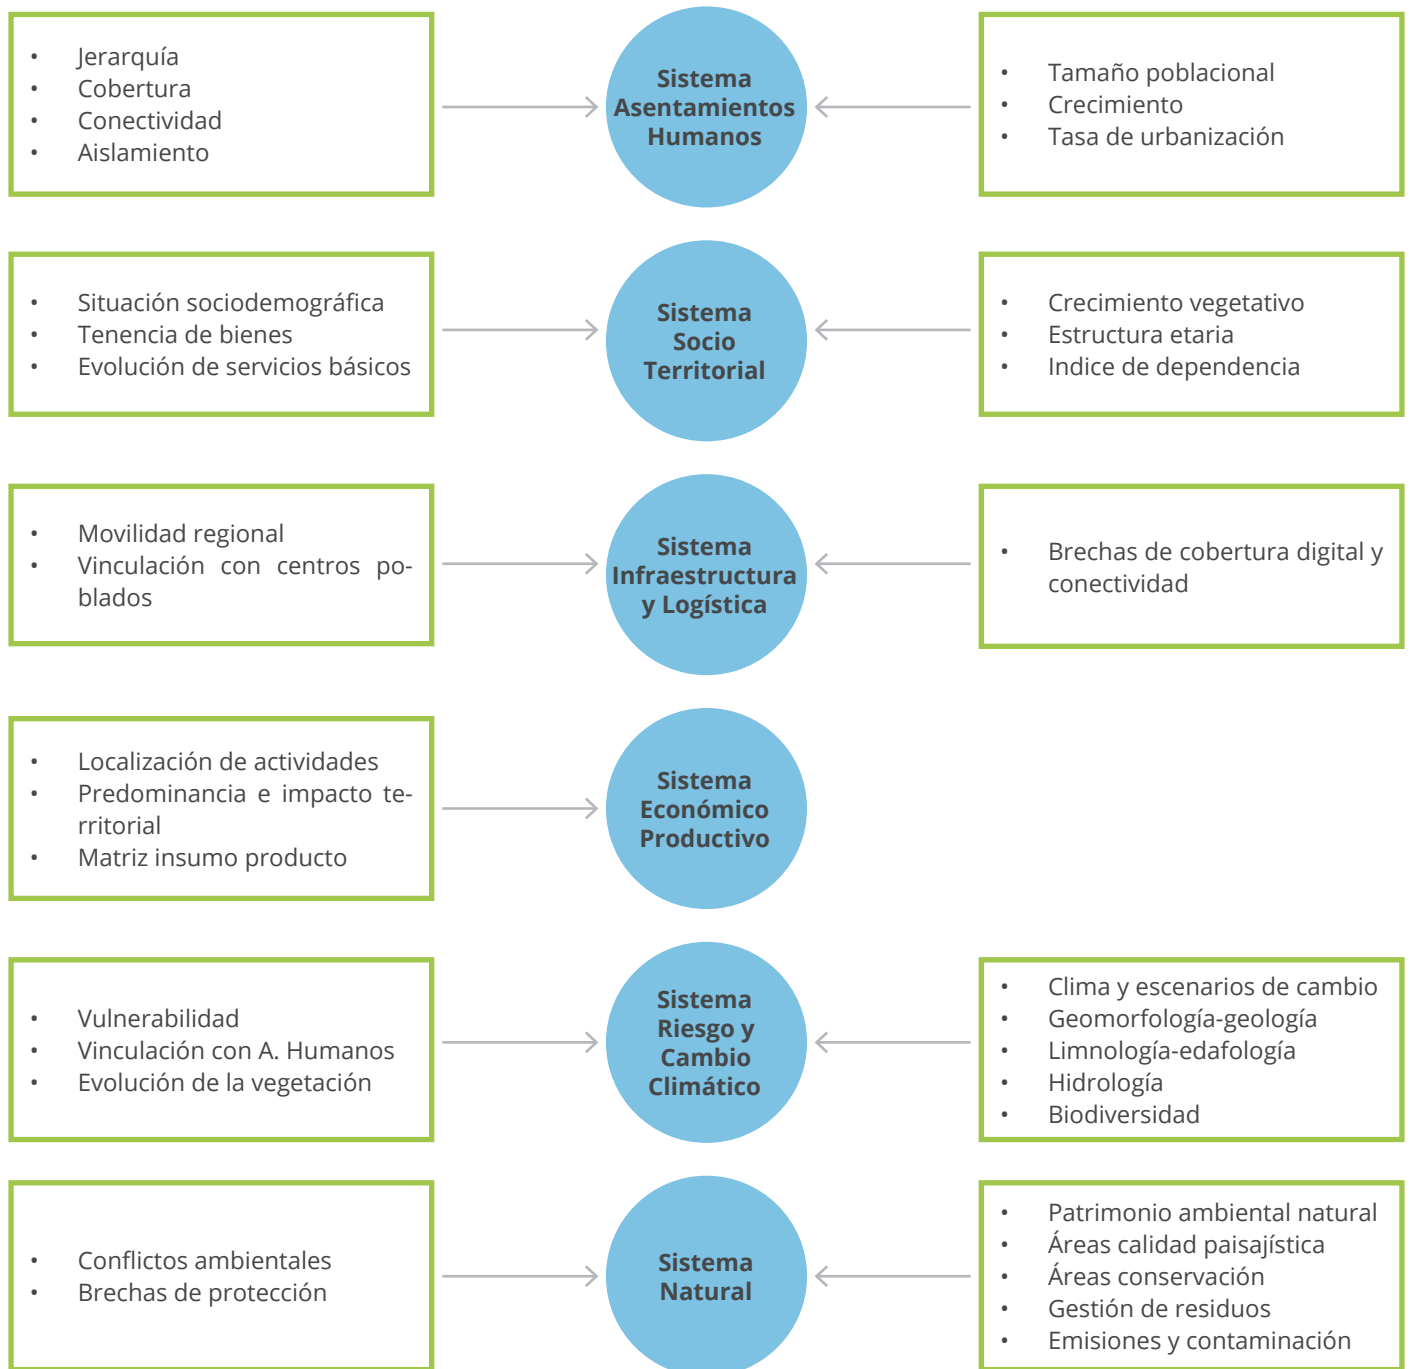 • Jerarquía
• Cobertura
• Conectividad
• Aislamiento
Sistema
Asentamientos
Humanos
• Tamaño poblacional
• Crecimiento
• Tasa de urbanización
• Situación sociodemográfica
• Tenencia de bienes
• Evolución de servicios básicos
Sistema
Socio
Territorial
• Crecimiento vegetativo
• Estructura etaria
• Indice de dependencia
• Movilidad regional
• Vinculación con centros po-
blados
Sistema
Infraestructura
y Logística
• Brechas de cobertura digital y
conectividad
• Localización de actividades
• Predominancia e impacto te-
rritorial
• Matriz insumo producto
Sistema
Económico
Productivo
• Vulnerabilidad
• Vinculación con A. Humanos
• Evolución de la vegetación
Sistema
Riesgo y
Cambio
Climático
• Clima y escenarios de cambio
• Geomorfología-geología
• Limnología-edafología
• Hidrología
• Biodiversidad
• Conflictos ambientales
• Brechas de protección
Sistema
Natural
• Patrimonio ambiental natural
• Áreas calidad paisajística
• Áreas conservación
• Gestión de residuos
• Emisiones y contaminación